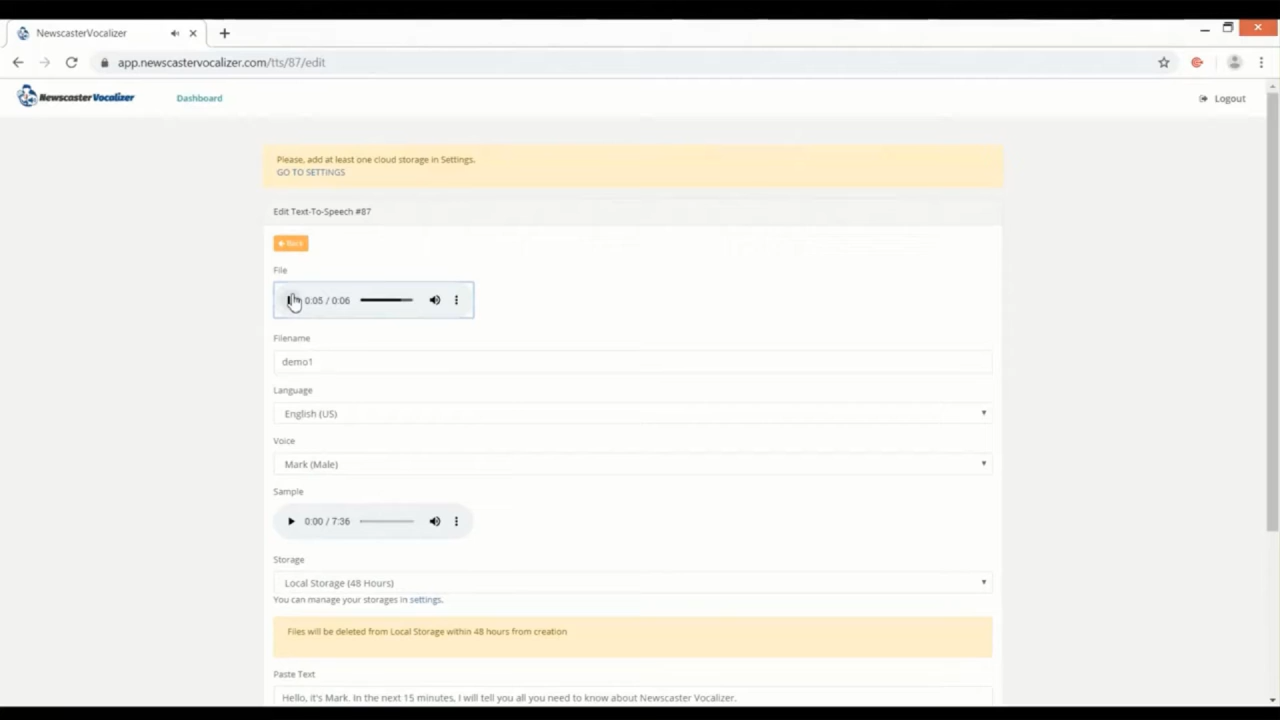 NewscasterVocalizer
app.newscastervocalizer.com/tts/87/edit
Newscaster Vocalizer
Dashboard
Logout
Please, add at least one cloud storage in Settings.
GO TO SETTINGS
Edit Text-To-Speech #87
Back
File
0:05 / 0:06
Filename
demo1
Language
English (US)
Voice
Mark (Male)
Sample
0:00 / 7:36
Storage
Local Storage (48 Hours)
You can manage your storages in settings.
Files will be deleted from Local Storage within 48 hours from creation
Paste Text
Hello, it's Mark. In the next 15 minutes, I will tell you all you need to know about Newscaster Vocalizer.